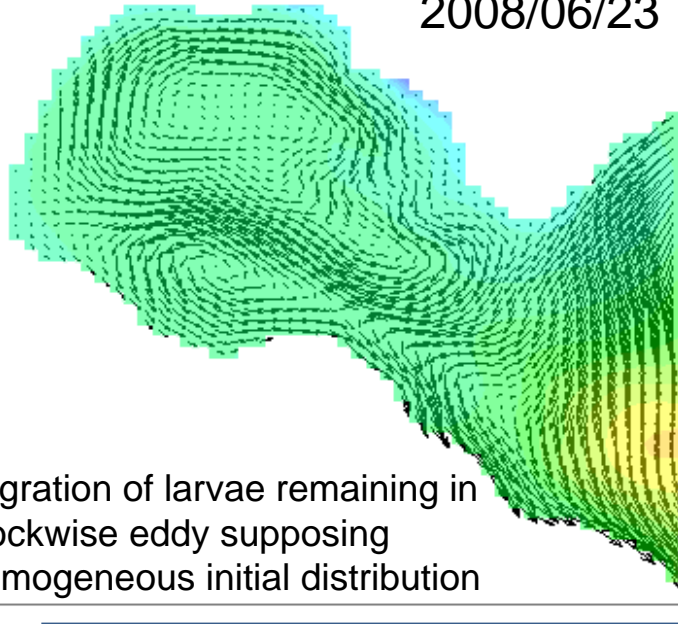 2008/06/23
gration of larvae remaining in
ockwise eddy supposing
mogeneous initial distribution